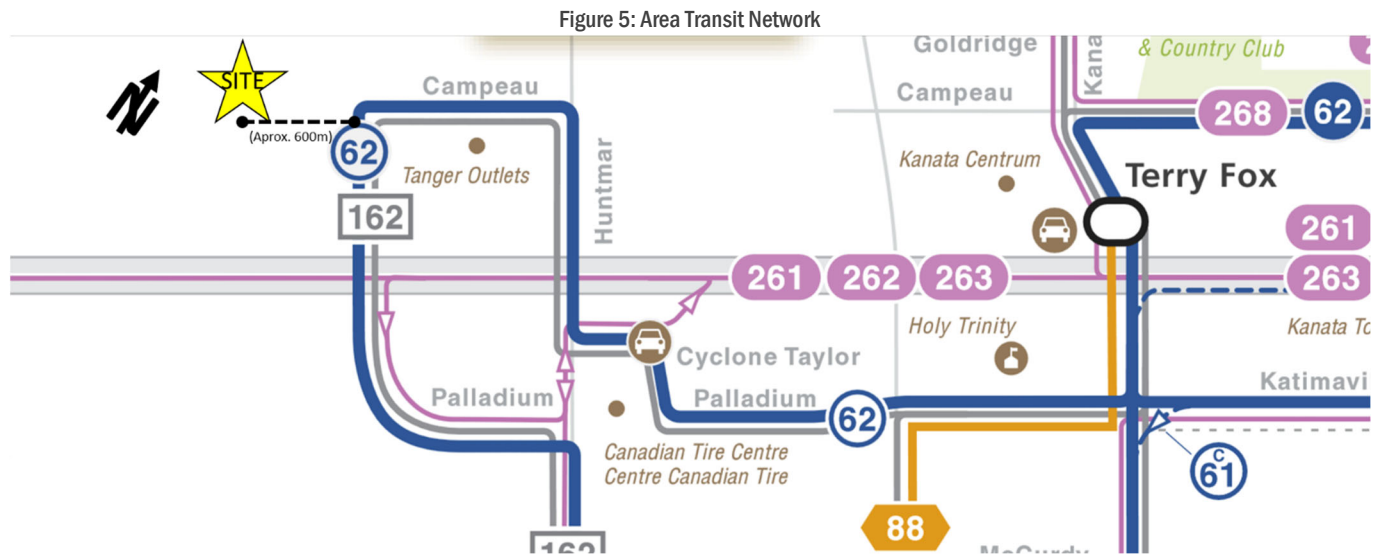 Figure 5: Area Transit Network
N
SITE
(Aprox. 600m)
62
162
Campeau
Tanger Outlets
Huntmar
Goldridge
Campeau
Kana
& Country Club
268
62
Kanata Centrum
Terry Fox
261
261
262
263
263
Holy Trinity
Kanata To
Cyclone Taylor
Palladium
Palladium
62
Katimavi
Canadian Tire Centre
Centre Canadian Tire
C
61
88
162
McCurdy